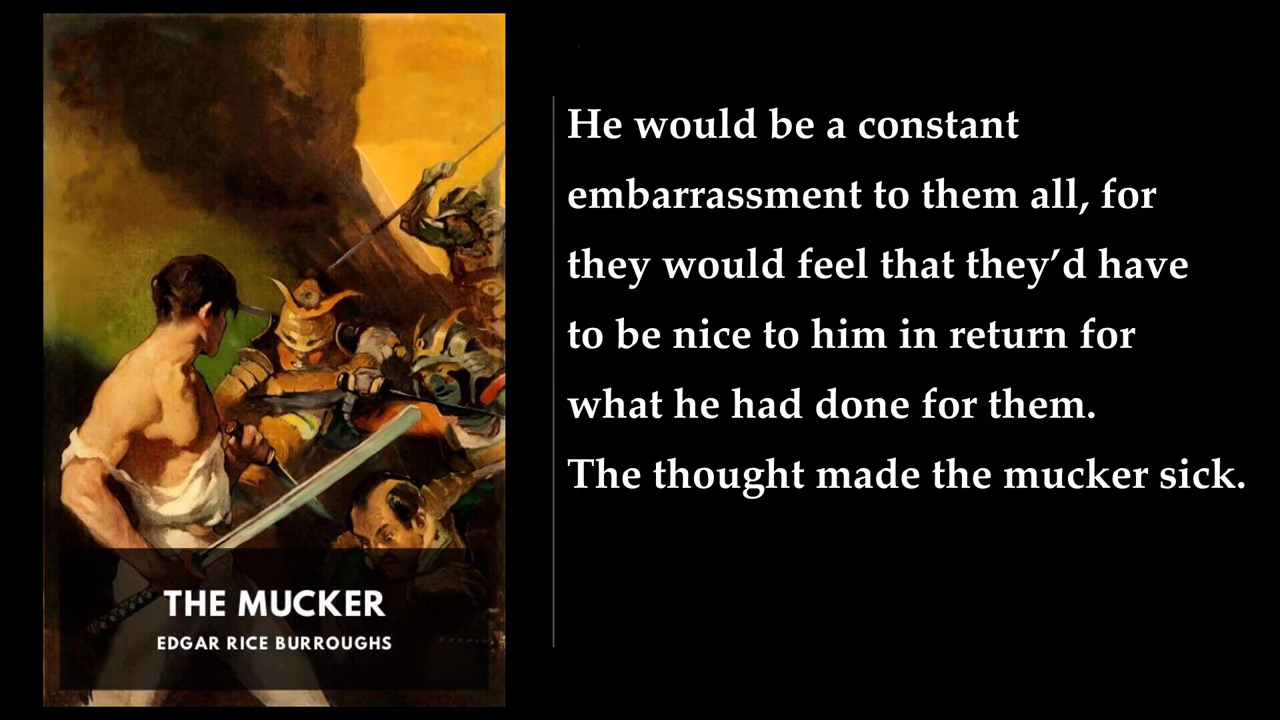 THE MUCKER
EDGAR RICE BURROUGHS
He would be a constant
embarrassment to them all, for
they would feel that they’d have
to be nice to him in return for
what he had done for them.
The thought made the mucker sick.